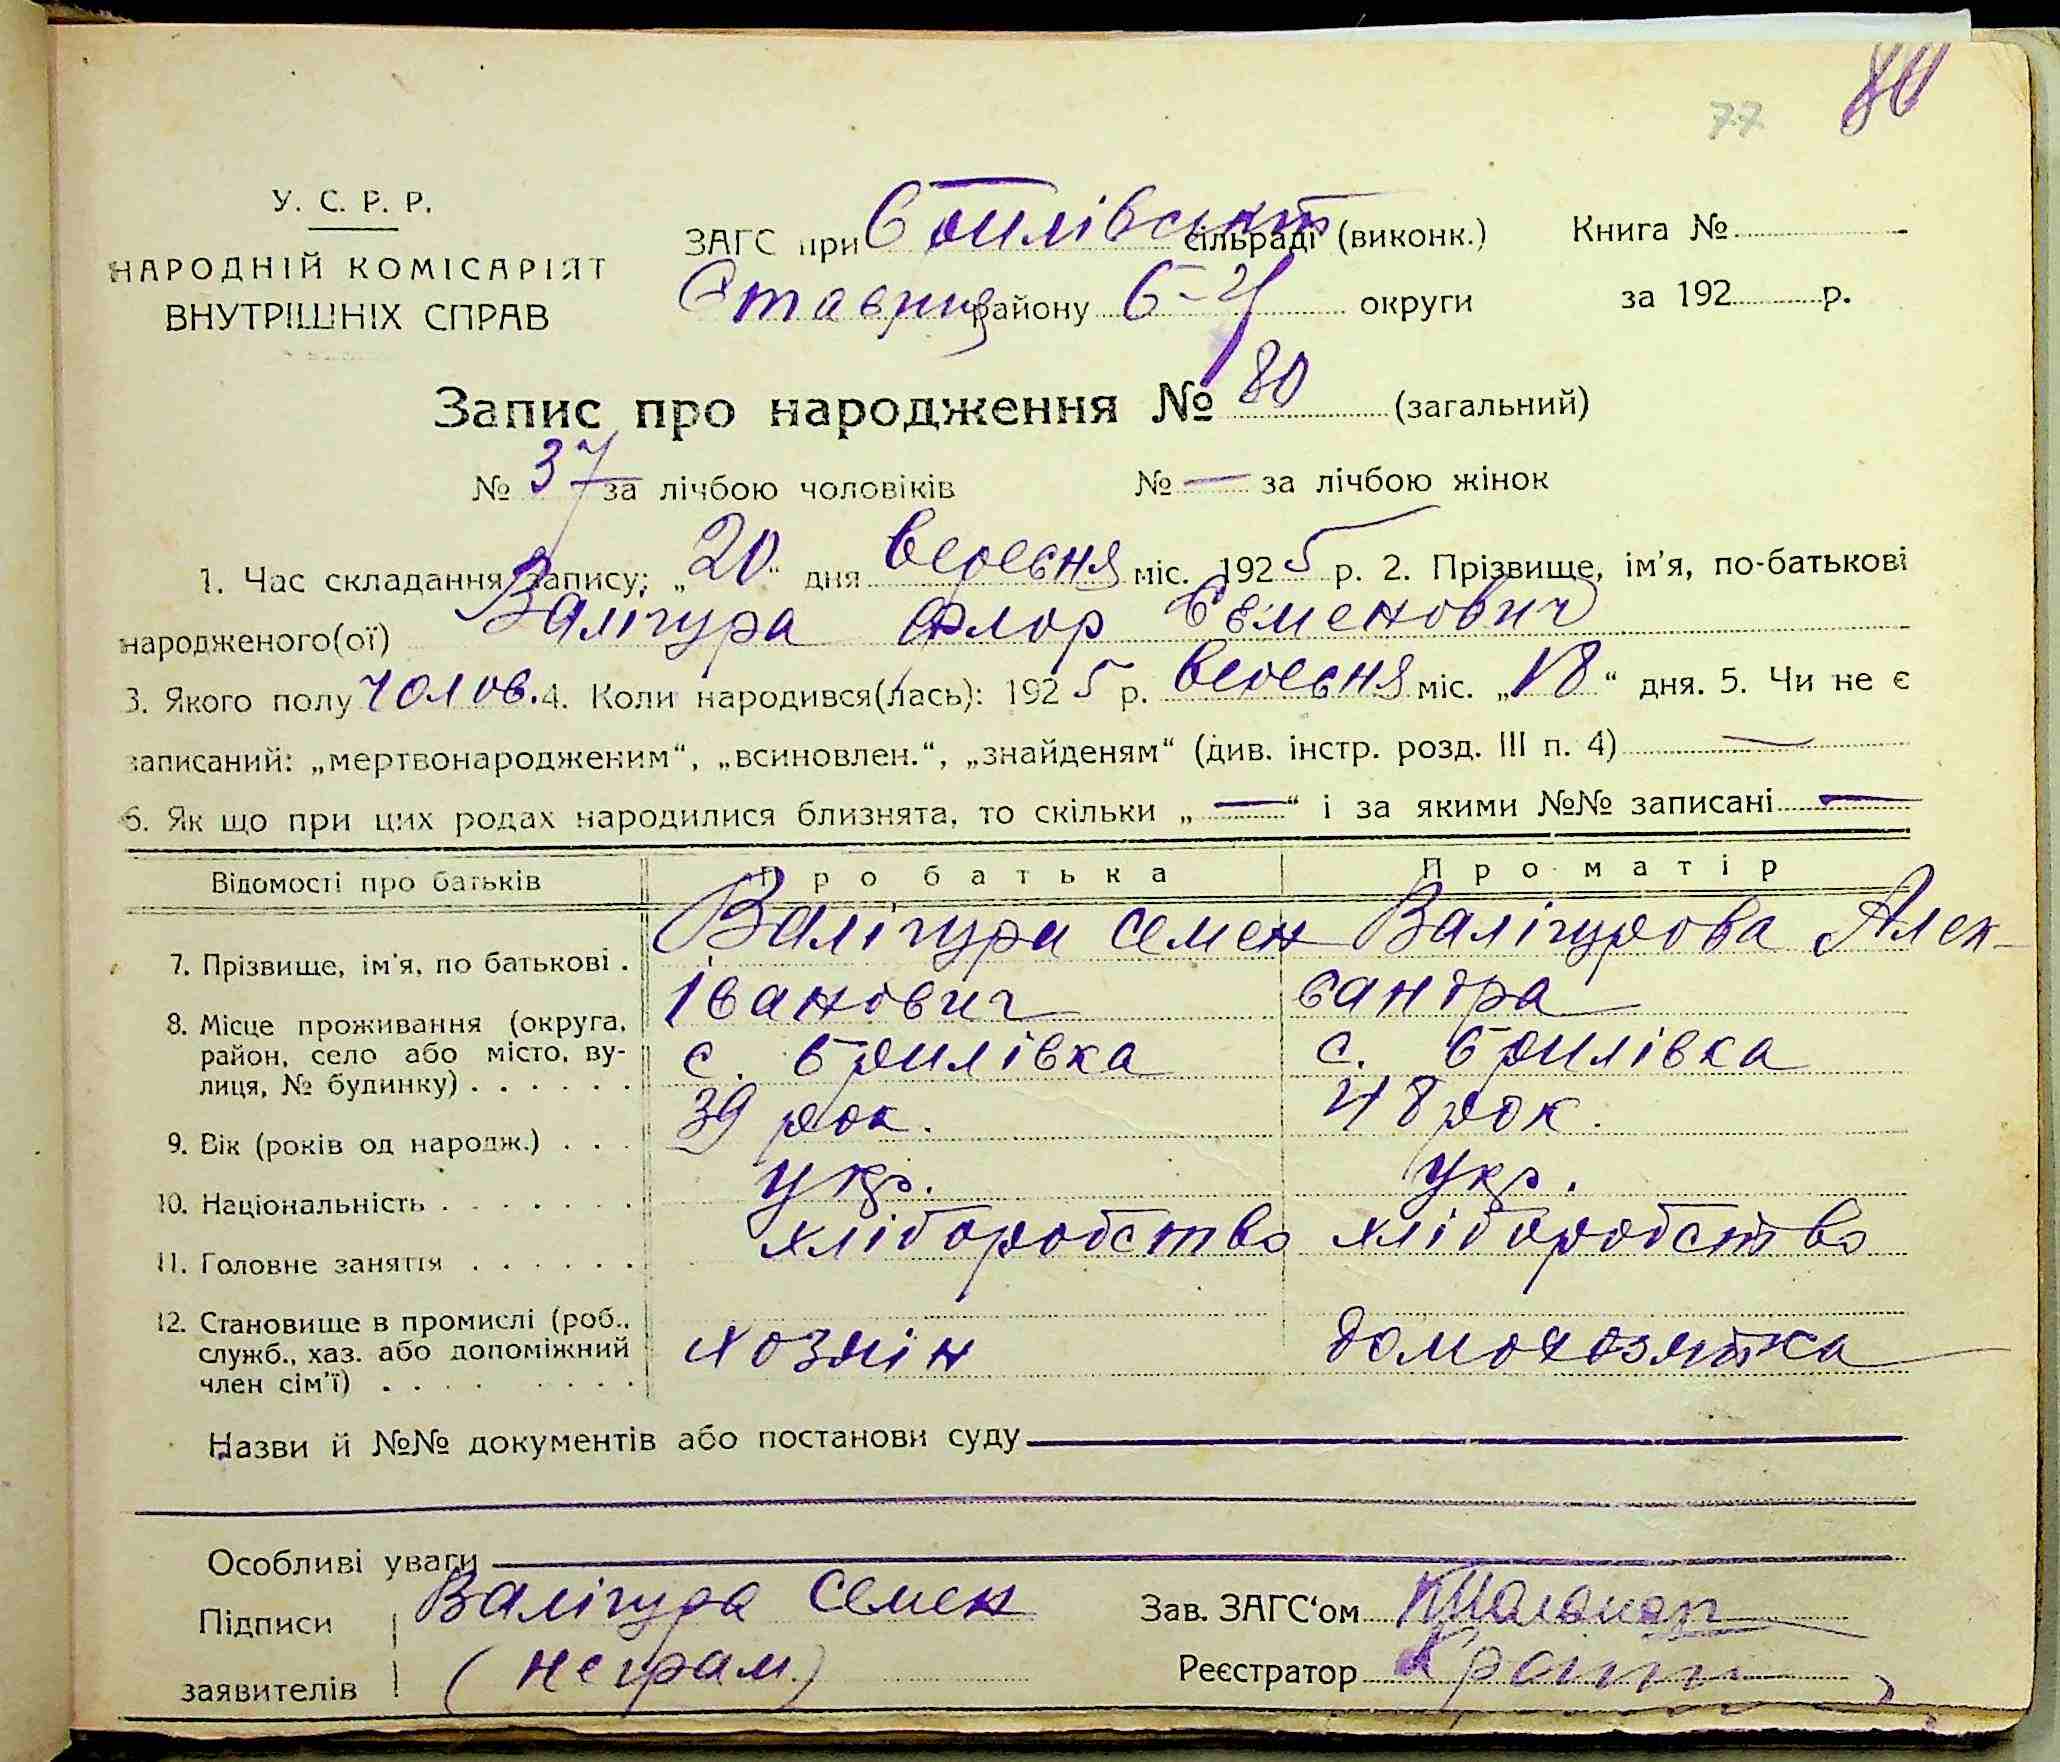 80
77
У. С. Р. Р.
НАРОДНІЙ КОМІСАРІЯТ
ВНУТРІШНІХ СПРАВ
ЗАГС при сільраді (виконк.) Книга №
Ставищ району Б-Ц округи за 192 р.
Запис про народження № 80 (загальний)
№ 37 за лічбою чоловіків № — за лічбою жінок
1. Час складання запису: „20“ дня вересня міс. 1925 р. 2. Прізвище, ім'я, по-батькові
народженого(ої) Валігура Флор Семенович
3. Якого полу чолов. 4. Коли народився(лась): 1925 р. вересня міс. „18“ дня. 5. Чи не є
записаний: „мертвонародженим“, „всиновлен.“, „знайденям“ (див. інстр. розд. III п. 4) —
6. Як що при цих родах народилися близнята, то скільки „—“ і за якими №№ записані —
Відомості про батьків Про батька Про матір
7. Прізвище, ім'я, по батькові . Валігура Семен Валігурова Алек-
Іванович сандра
8. Місце проживання (округа,
район, село або місто, ву-
лиця, № будинку) . . . . . . с. Брилівка с. Брилівка
9. Вік (років од народж.) . . . 39 рок. 48 рок.
10. Національність . . . . . . . укр. укр.
11. Головне заняття . . . . . . хліборобство хліборобство
12. Становище в промислі (роб.,
служб., хаз. або допоміжний
член сім'ї) . . . . . . . . хозяін домохозяйка
Назви й №№ документів або постанови суду
Особливі уваги
Підписи Валігура Семен Зав. ЗАГС‘ом
заявителів (неграм.) Реєстратор